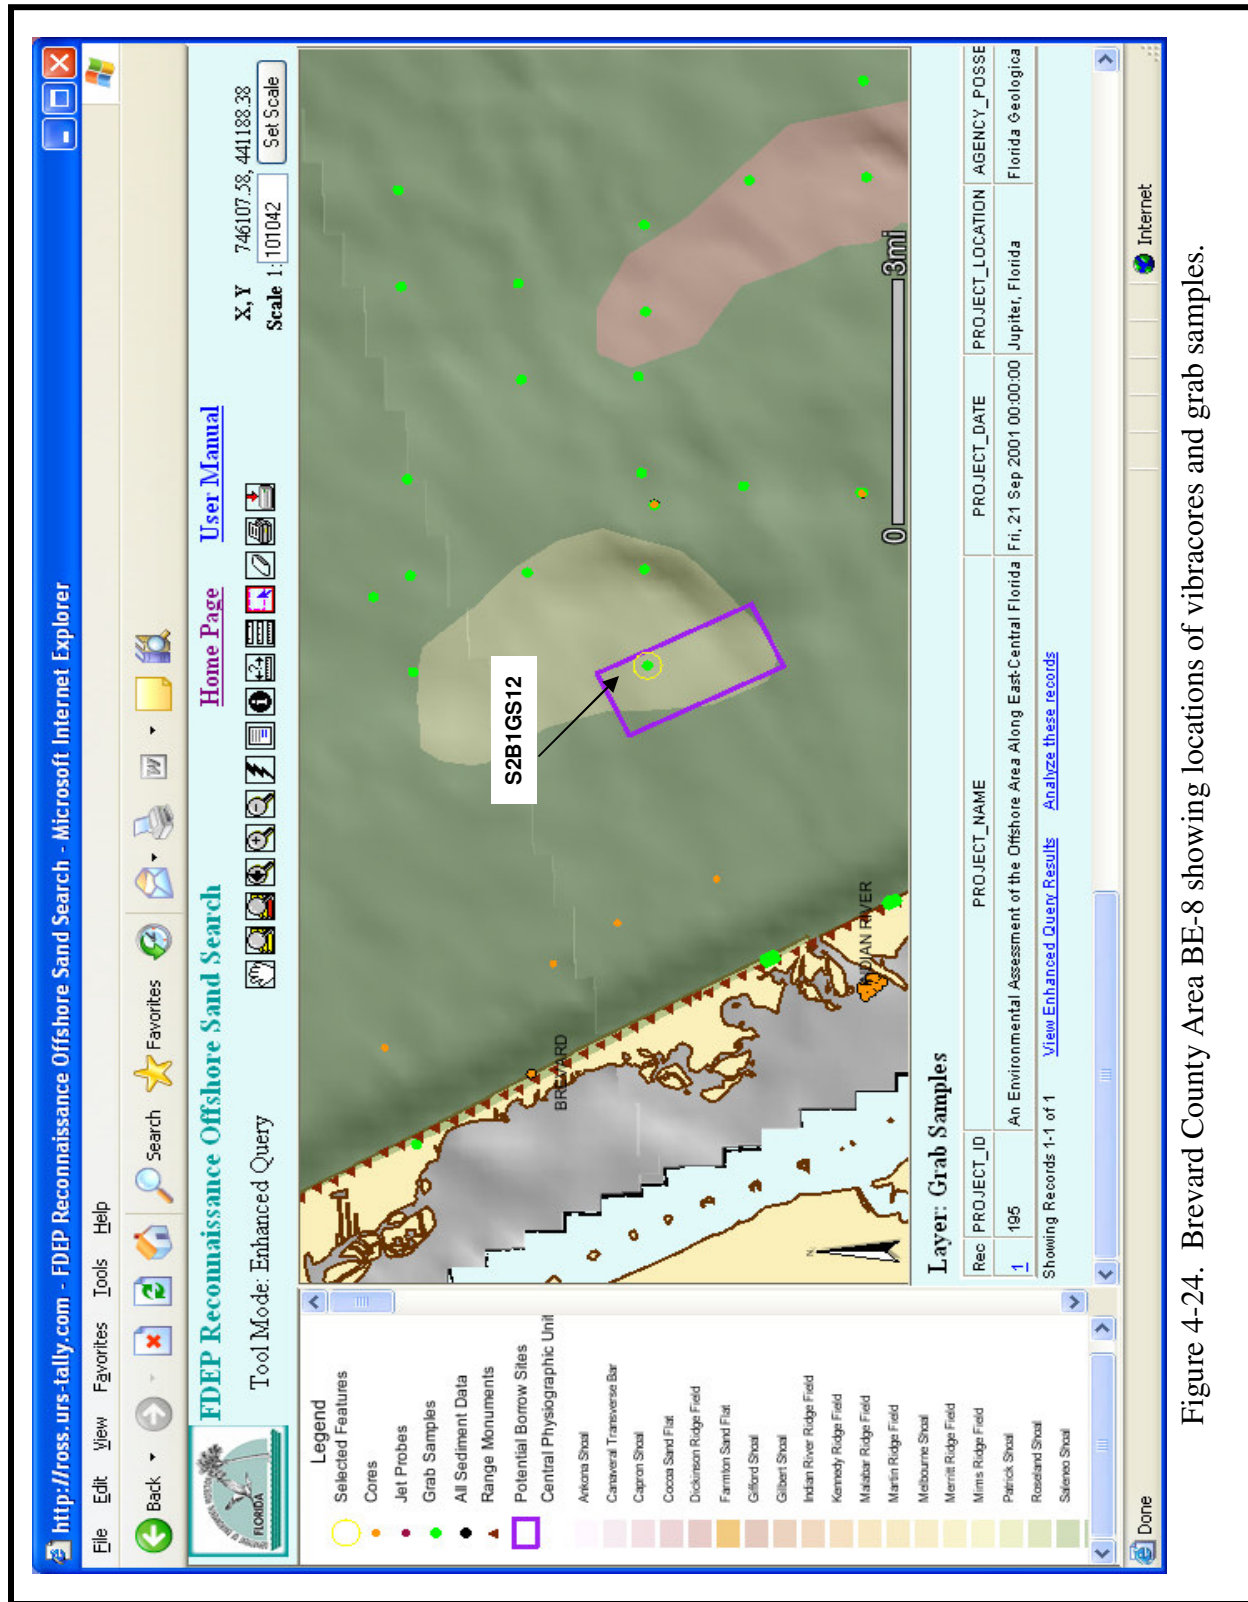 http://ross.urs-tally.com - FDEP Reconnaissance Offshore Sand Search - Microsoft Internet Explorer
File Edit View Favorites Tools Help
Back Search Favorites
FLORIDA
FDEP Reconnaissance Offshore Sand Search
Home Page User Manual
Tool Mode: Enhanced Query
X, Y 746107.58, 441188.38
Scale 1: 101042 Set Scale
Legend
Selected Features
Cores
Jet Probes
Grab Samples
All Sediment Data
Range Monuments
Potential Borrow Sites
Central Physiographic Unit
Ankona Shoal
Canaveral Transverse Bar
Capron Shoal
Cocoa Sand Flat
Dickinson Ridge Field
Farmton Sand Flat
Gifford Shoal
Gilbert Shoal
Indian River Ridge Field
Kennedy Ridge Field
Malabar Ridge Field
Martin Ridge Field
Melbourne Shoal
Merritt Ridge Field
Mims Ridge Field
Patrick Shoal
Roseland Shoal
Salerneo Shoal
S2B1GS12
BREVARD
INDIAN RIVER
N
0 3mi
Layer: Grab Samples
Rec PROJECT_ID PROJECT_NAME PROJECT_DATE PROJECT_LOCATION AGENCY_POSSE
1 195 An Environmental Assessment of the Offshore Area Along East-Central Florida Fri, 21 Sep 2001 00:00:00 Jupiter, Florida Florida Geologica
Showing Records 1-1 of 1 View Enhanced Query Results Analyze these records
Done Internet
Figure 4-24. Brevard County Area BE-8 showing locations of vibracores and grab samples.